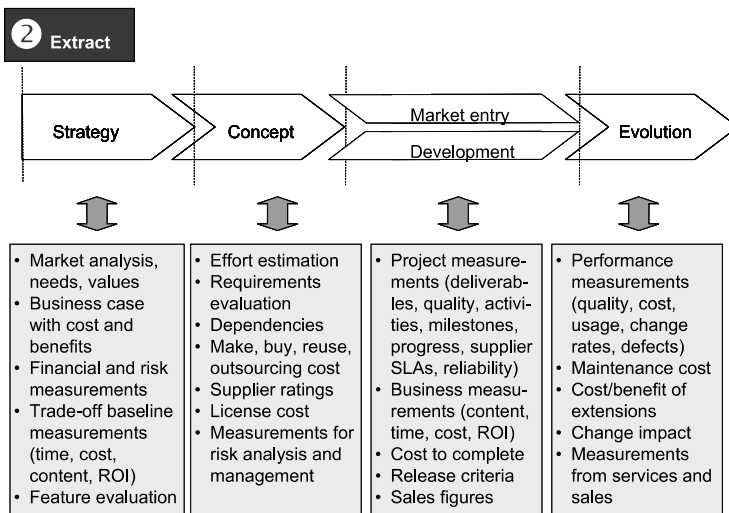 2 Extract
Strategy
Concept
Market entry
Development
Evolution
• Market analysis,
needs, values
• Business case
with cost and
benefits
• Financial and risk
measurements
• Trade-off baseline
measurements
(time, cost,
content, ROI)
• Feature evaluation
• Effort estimation
• Requirements
evaluation
• Dependencies
• Make, buy, reuse,
outsourcing cost
• Supplier ratings
• License cost
• Measurements for
risk analysis and
management
• Project measure-
ments (deliverab-
les, quality, activi-
ties, milestones,
progress, supplier
SLAs, reliability)
• Business measu-
rements (content,
time, cost, ROI)
• Cost to complete
• Release criteria
• Sales figures
• Performance
measurements
(quality, cost,
usage, change
rates, defects)
• Maintenance cost
• Cost/benefit of
extensions
• Change impact
• Measurements
from services and
sales